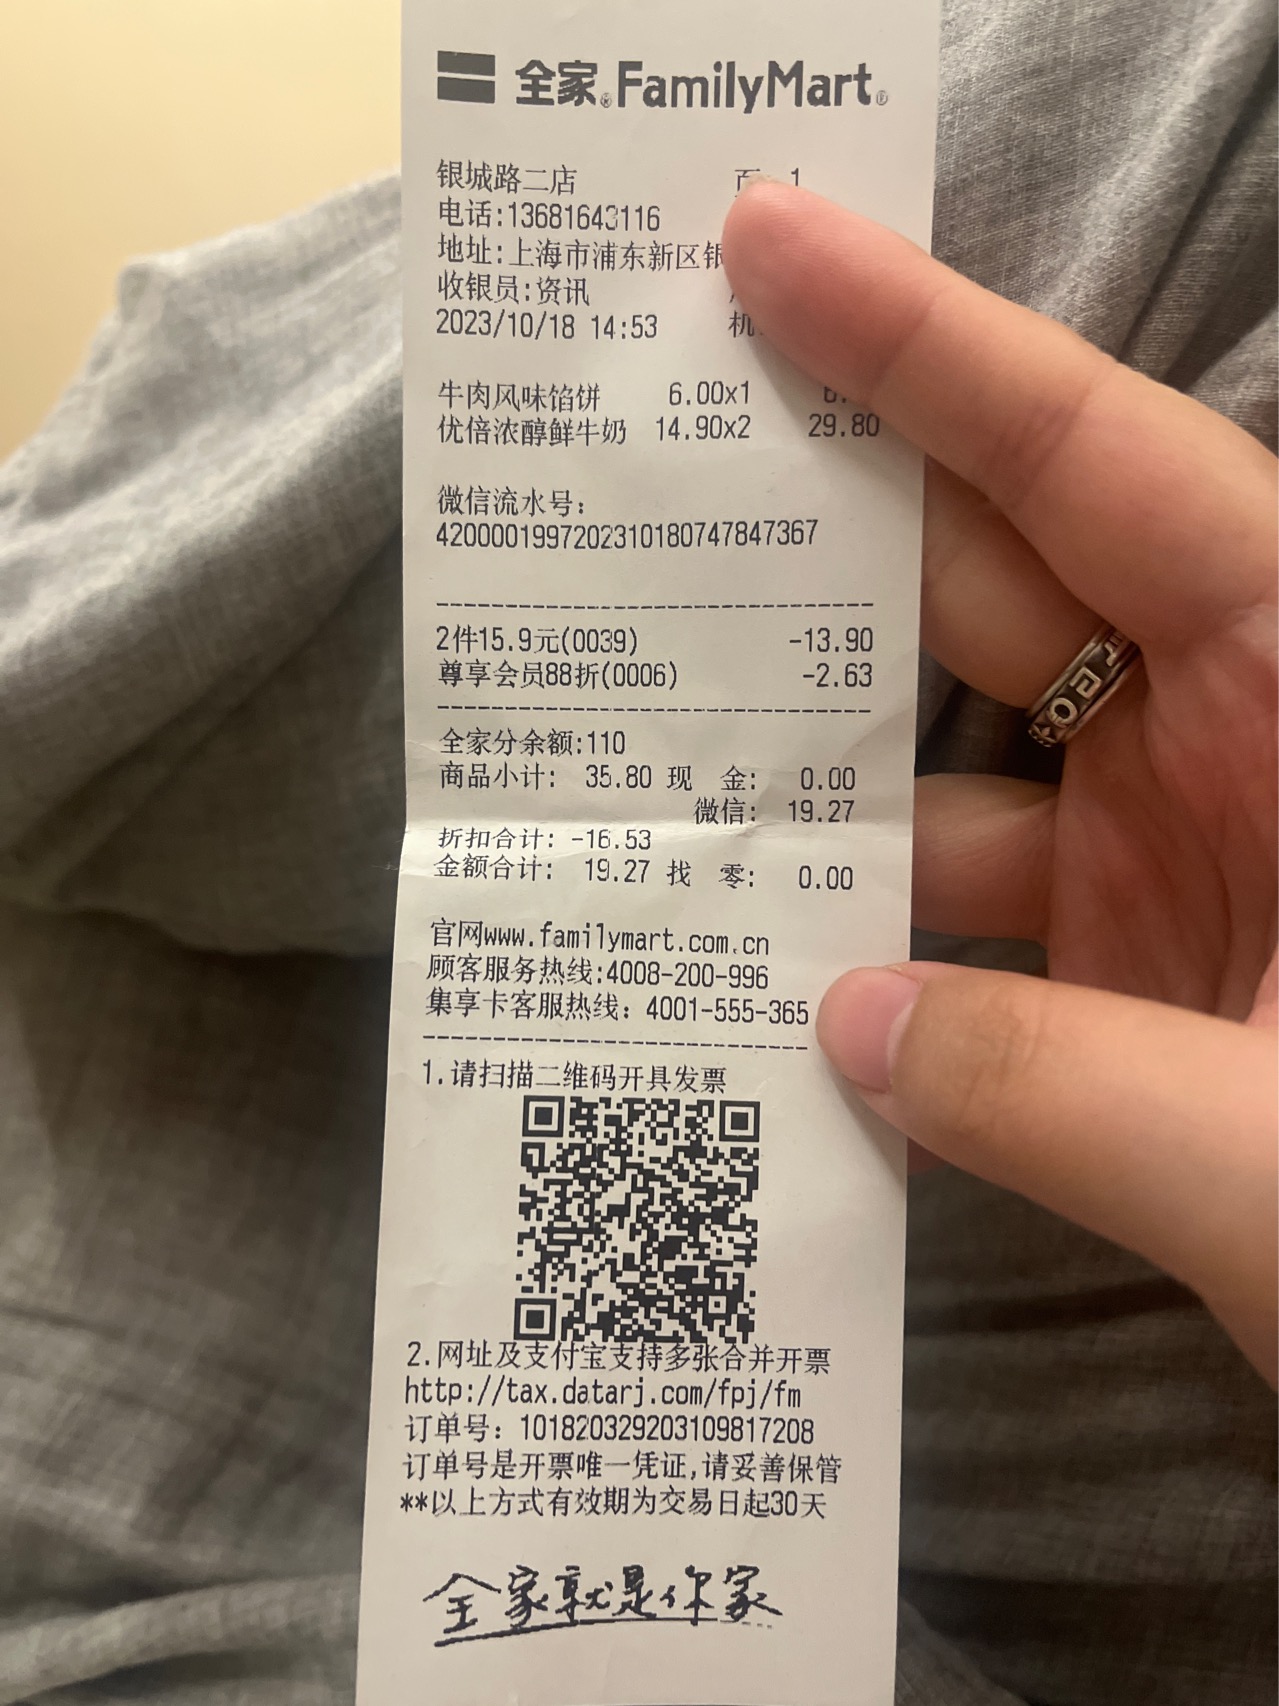 全家® FamilyMart®
银城路二店 1
电话:13681643116
地址:上海市浦东新区银
收银员:资讯
2023/10/18 14:53 机
牛肉风味馅饼 6.00x1
优倍浓醇鲜牛奶 14.90x2 29.80
微信流水号:
4200001997202310180747847367
2件15.9元(0039) -13.90
尊享会员88折(0006) -2.63
全家分余额:110
商品小计: 35.80 现 金: 0.00
微信: 19.27
折扣合计: -16.53
金额合计: 19.27 找 零: 0.00
官网www.familymart.com.cn
顾客服务热线:4008-200-996
集享卡客服热线: 4001-555-365
1.请扫描二维码开具发票
2.网址及支付宝支持多张合并开票
http://tax.datarj.com/fpj/fm
订单号: 101820329203109817208
订单号是开票唯一凭证,请妥善保管
**以上方式有效期为交易日起30天
全家就是你家